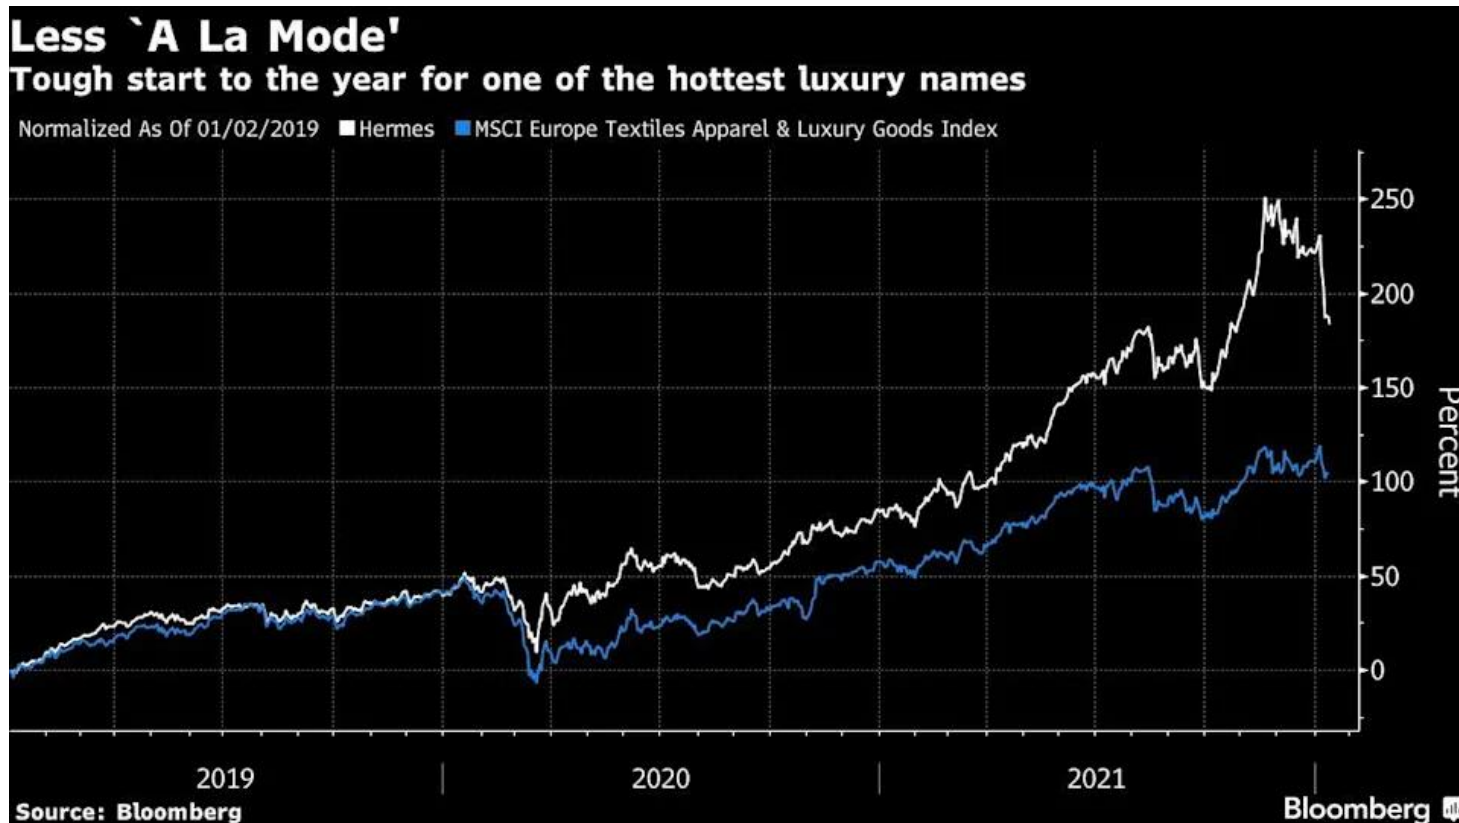 Less `A La Mode'
Tough start to the year for one of the hottest luxury names
Normalized As Of 01/02/2019 Hermes MSCI Europe Textiles Apparel & Luxury Goods Index
250
200
150
100
50
0
Percent
2019 2020 2021
Source: Bloomberg
Bloomberg